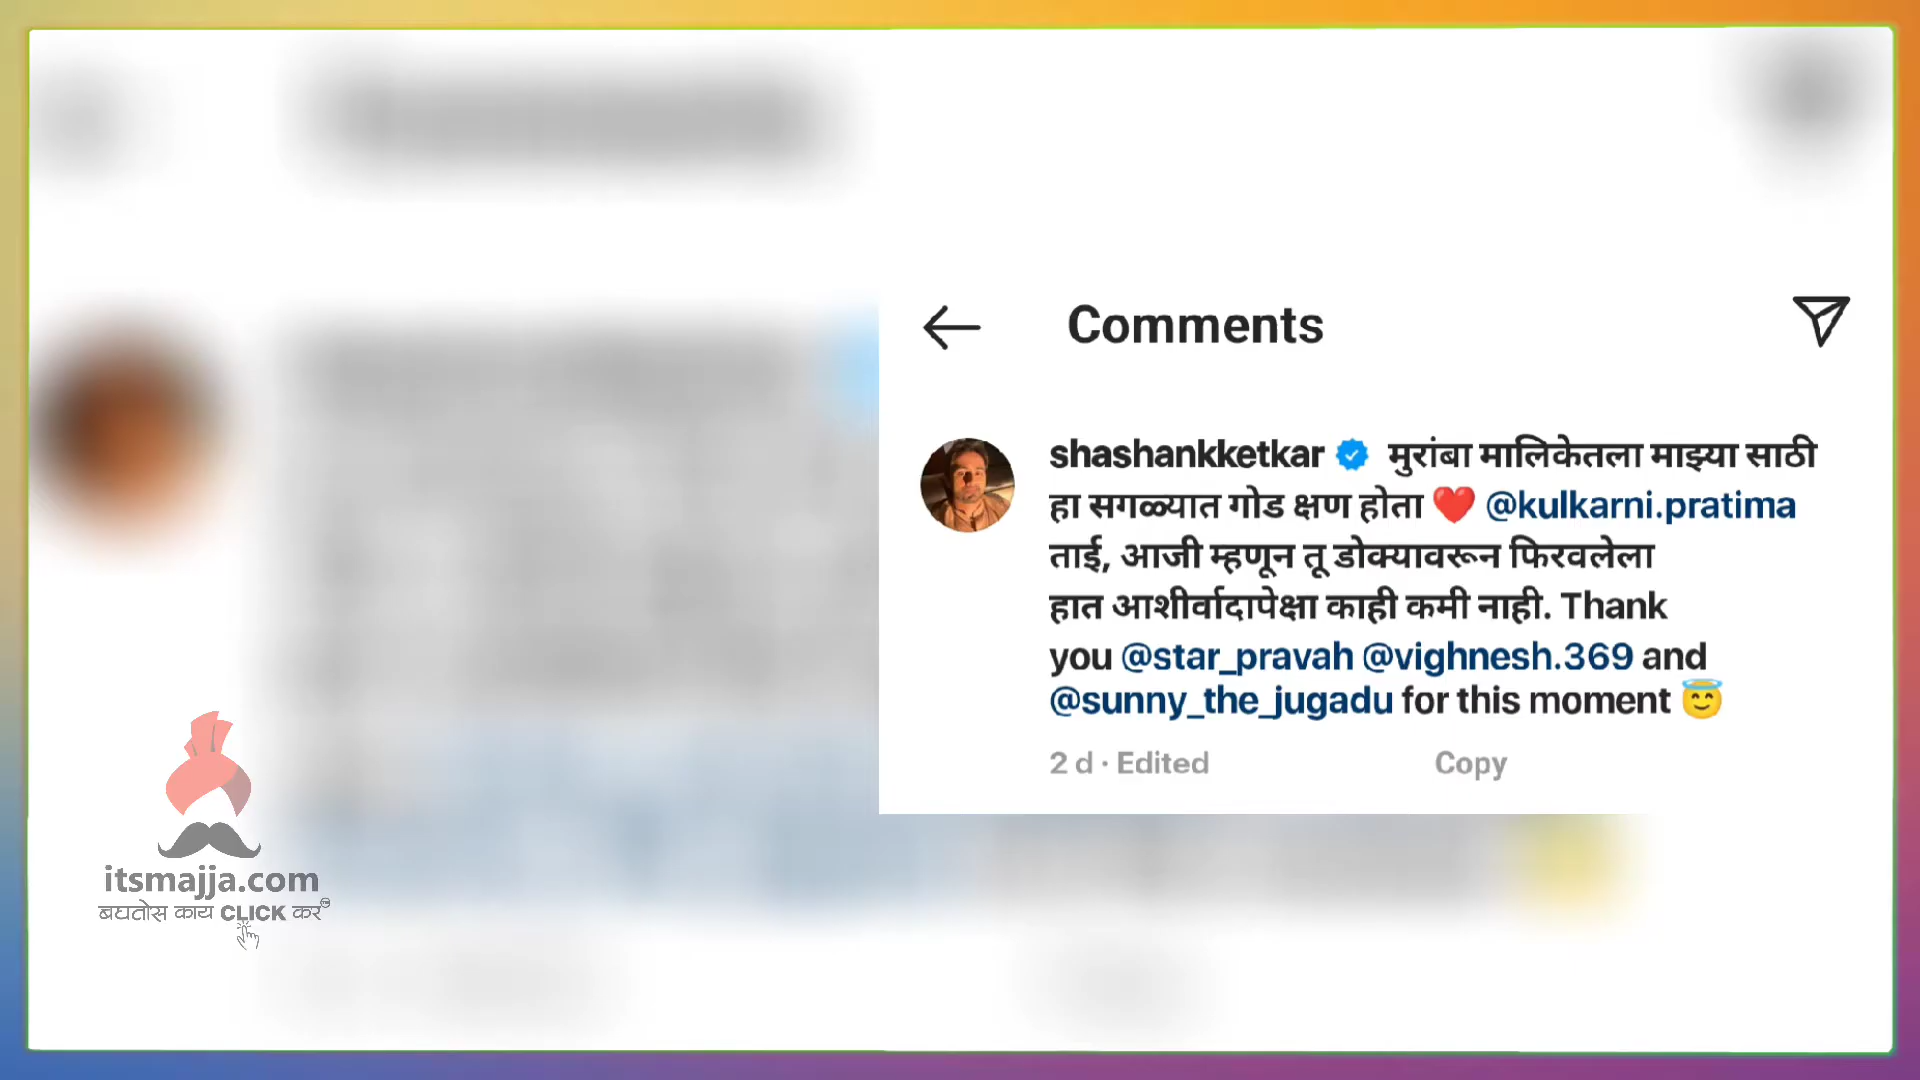 Comments
shashankketkar मुरांबा मालिकेतला माझ्या साठी
हा सगळ्यात गोड क्षण होता ❤️ @kulkarni.pratima
ताई, आजी म्हणून तू डोक्यावरून फिरवलेला
हात आशीर्वादापेक्षा काही कमी नाही. Thank
you @star_pravah @vighnesh.369 and
@sunny_the_jugadu for this moment 😇
2 d · Edited Copy
itsmajja.com
बघतोस काय CLICK कर